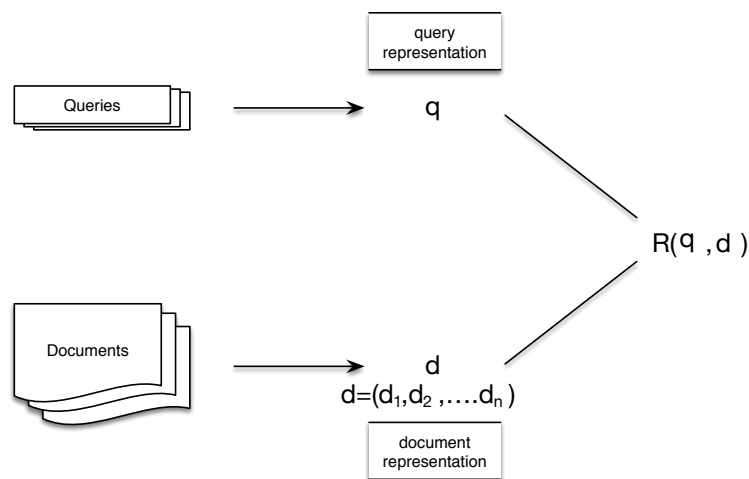 query
representation
Queries
q
R(q ,d )
Documents
d
d=(d₁,d₂ ,....dₙ )
document
representation